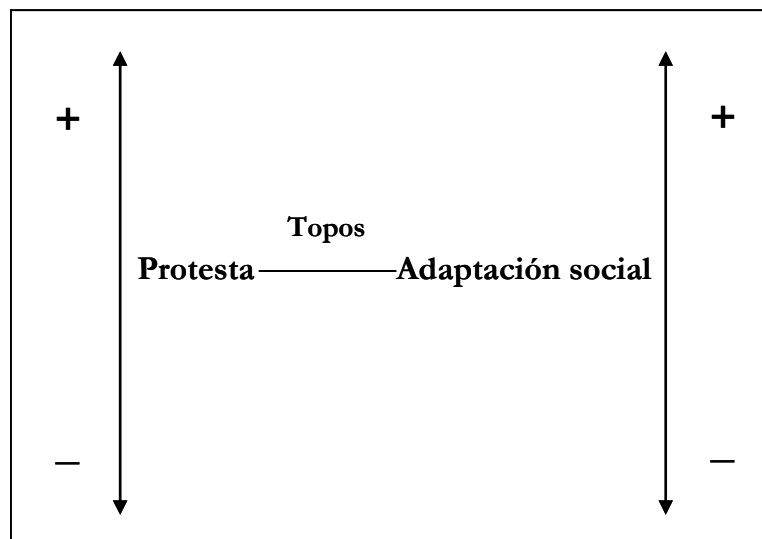 + +
Topos
Protesta Adaptación social
– –